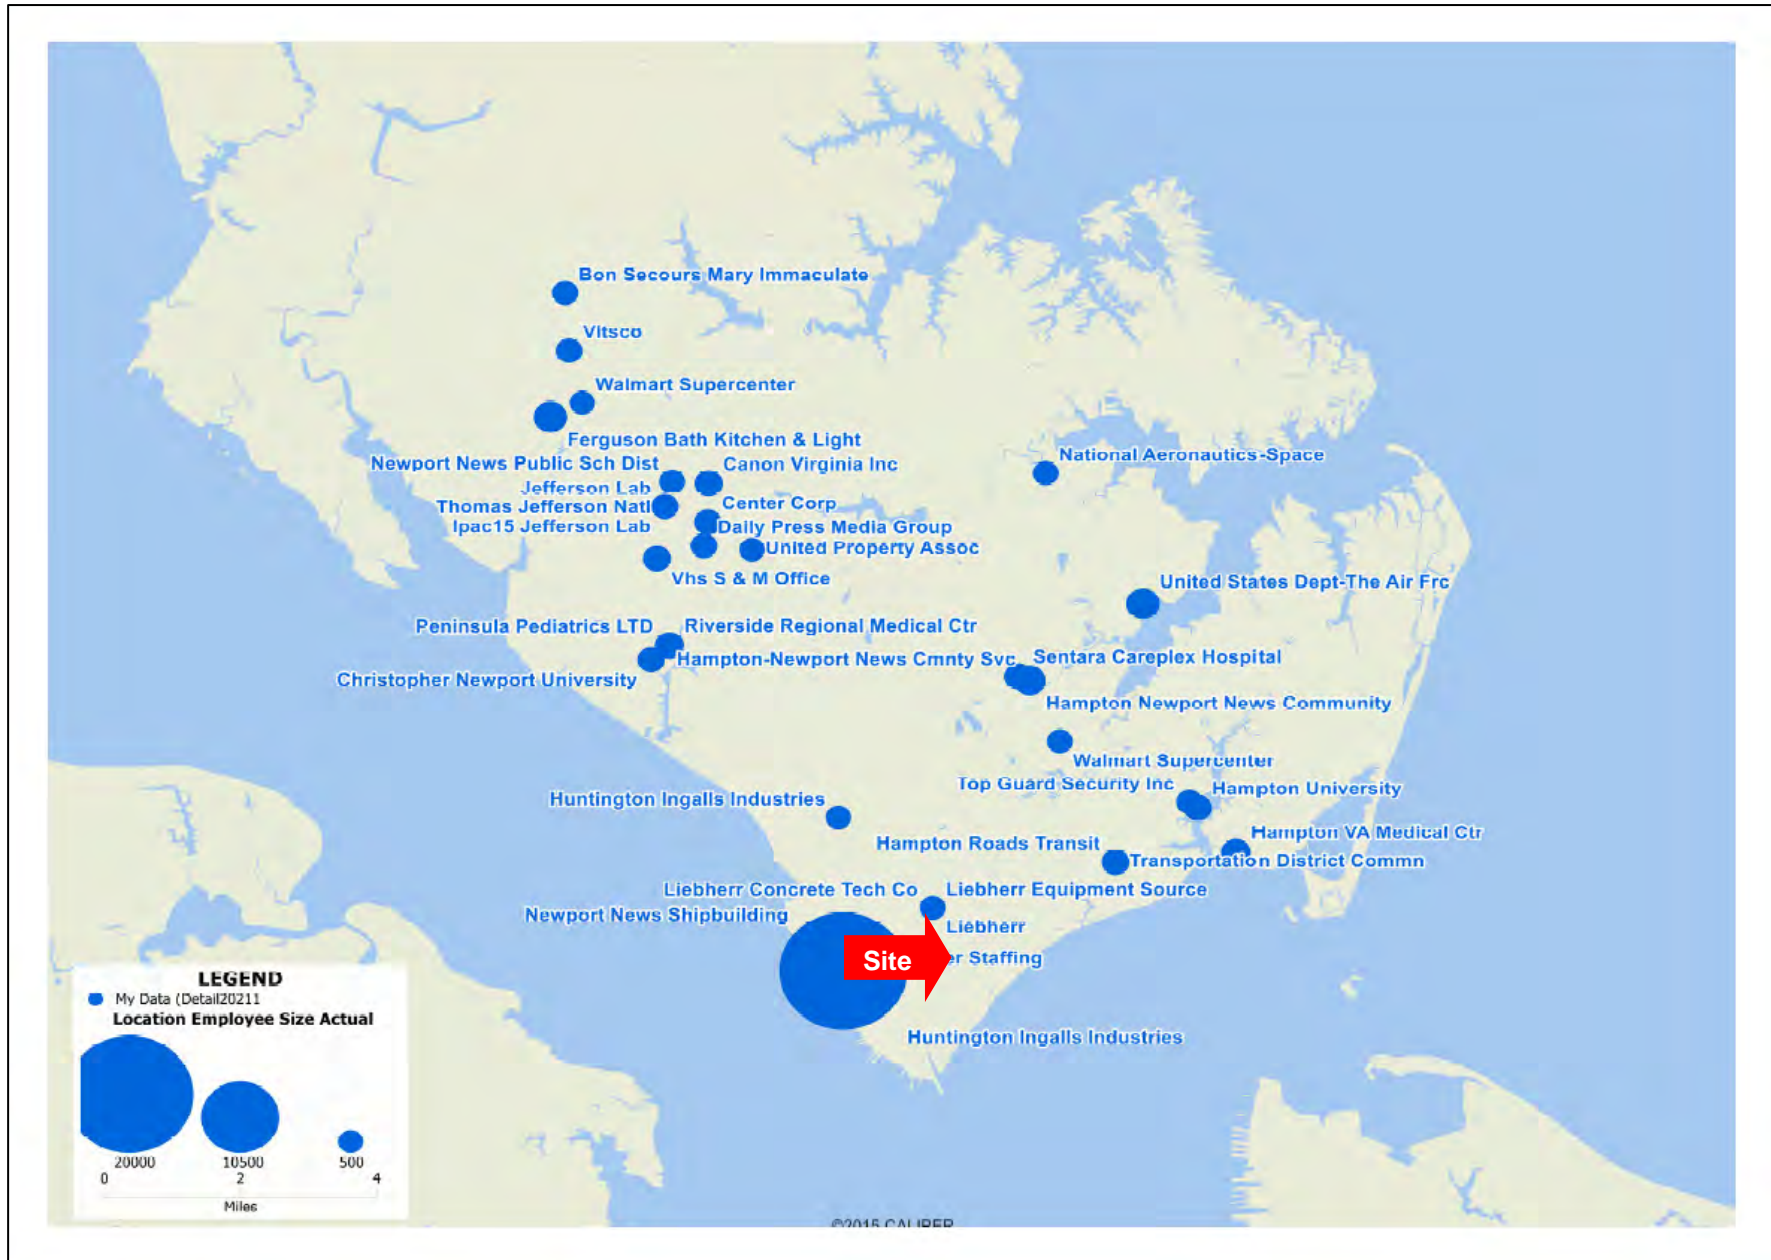 Bon Secours Mary Immaculate
Vitsco
Walmart Supercenter
Ferguson Bath Kitchen & Light
Newport News Public Sch Dist
Canon Virginia Inc
National Aeronautics-Space
Jefferson Lab
Thomas Jefferson Natl
Center Corp
Ipac15 Jefferson Lab
Daily Press Media Group
United Property Assoc
Vhs S & M Office
United States Dept-The Air Frc
Peninsula Pediatrics LTD
Riverside Regional Medical Ctr
Hampton-Newport News Cmnty Svc
Sentara Careplex Hospital
Christopher Newport University
Hampton Newport News Community
Walmart Supercenter
Top Guard Security Inc
Hampton University
Huntington Ingalls Industries
Hampton VA Medical Ctr
Hampton Roads Transit
Transportation District Commn
Liebherr Concrete Tech Co
Liebherr Equipment Source
Newport News Shipbuilding
Liebherr
Site
er Staffing
Huntington Ingalls Industries
LEGEND
My Data (Detail20211
Location Employee Size Actual
20000 10500 500
0 2 4
Miles
©2015 CALIPER